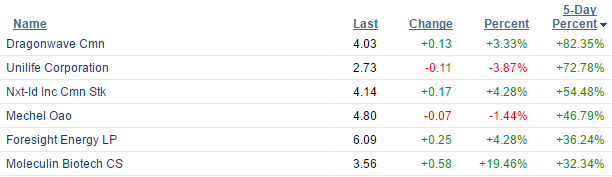 5-Day
Name Last Change Percent Percent
Dragonwave Cmn 4.03 +0.13 +3.33% +82.35%
Unilife Corporation 2.73 -0.11 -3.87% +72.78%
Nxt-Id Inc Cmn Stk 4.14 +0.17 +4.28% +54.48%
Mechel Oao 4.80 -0.07 -1.44% +46.79%
Foresight Energy LP 6.09 +0.25 +4.28% +36.24%
Moleculin Biotech CS 3.56 +0.58 +19.46% +32.34%